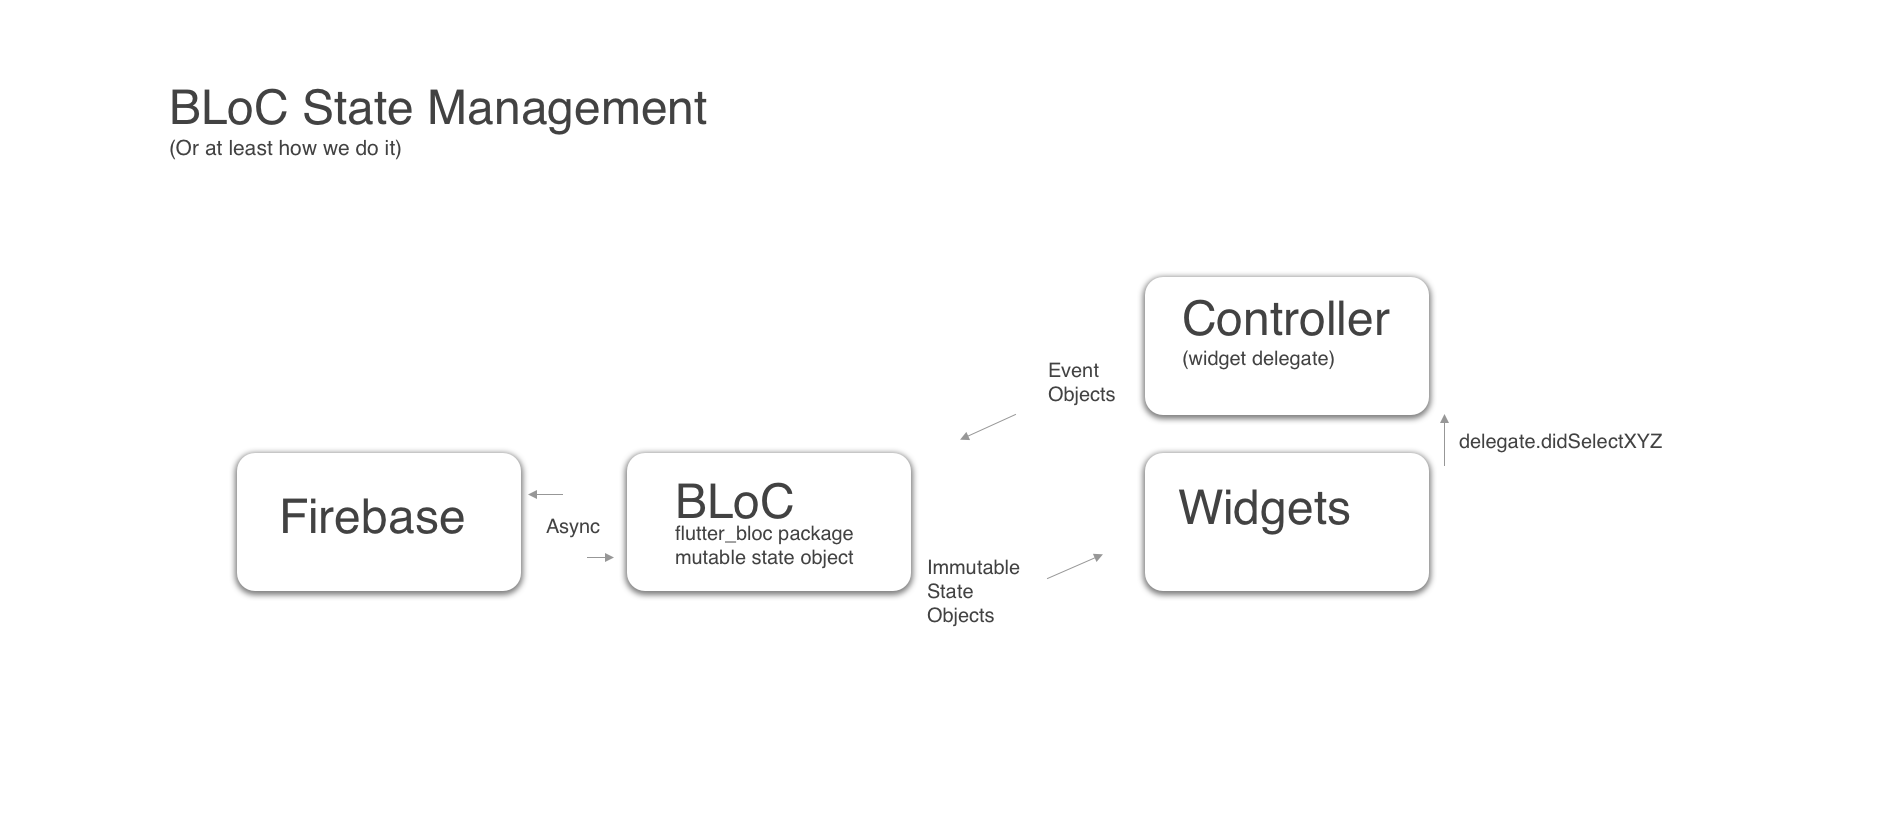 BLoC State Management
(Or at least how we do it)
Controller
(widget delegate)
Event
Objects
delegate.didSelectXYZ
Firebase
Async
BLoC
flutter_bloc package
mutable state object
Widgets
Immutable
State
Objects